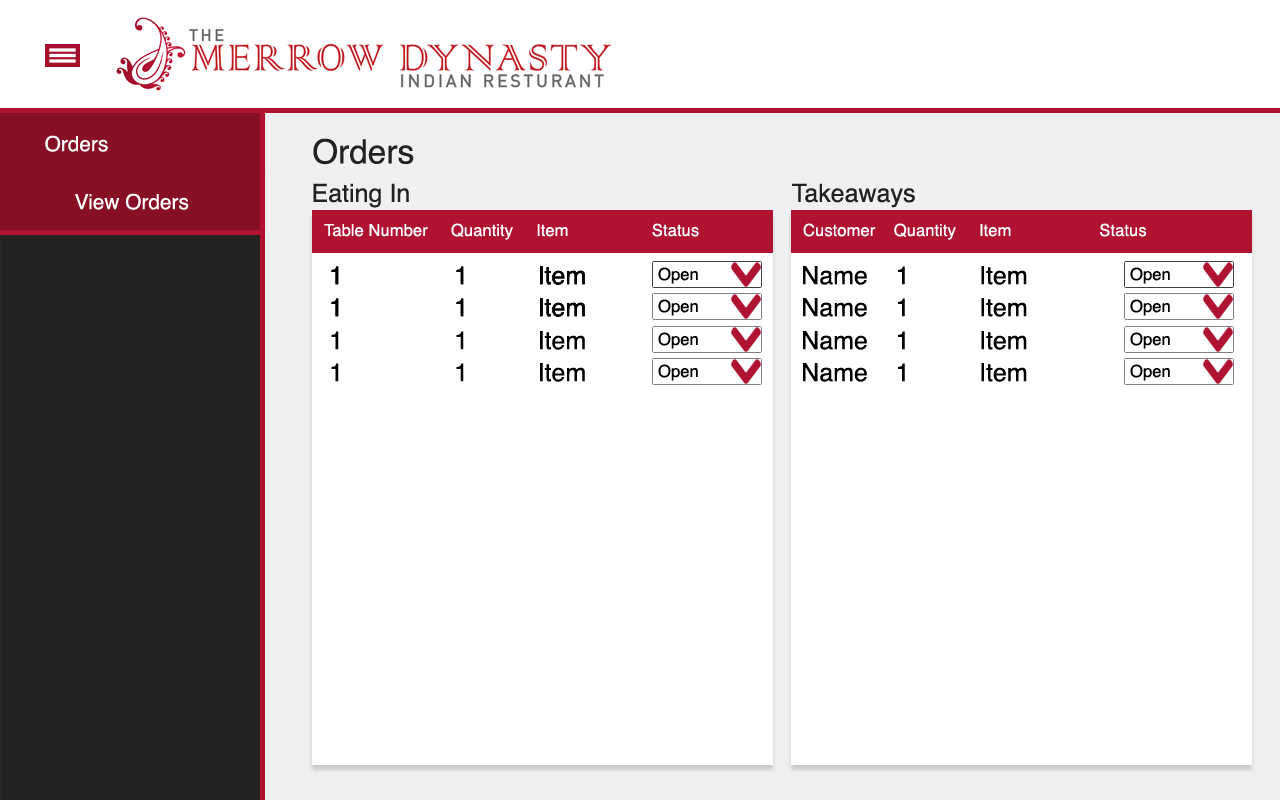 THE
MERROW DYNASTY
INDIAN RESTURANT
Orders
View Orders
Orders
Eating In
Table Number Quantity Item Status
1 1 Item Open
1 1 Item Open
1 1 Item Open
1 1 Item Open
Takeaways
Customer Quantity Item Status
Name 1 Item Open
Name 1 Item Open
Name 1 Item Open
Name 1 Item Open